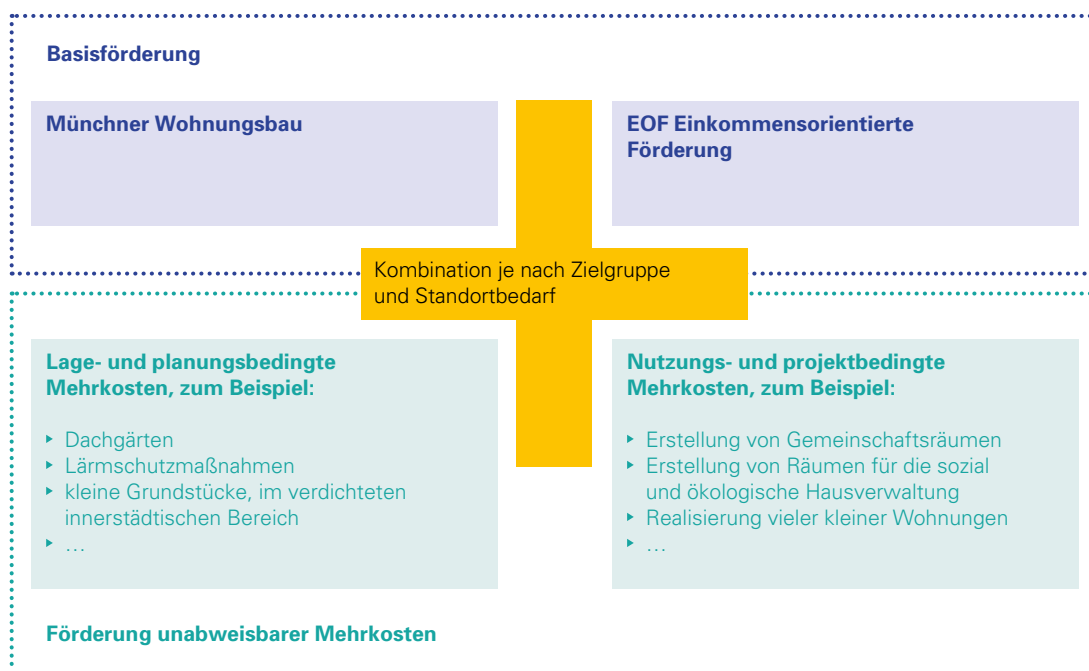 Basisförderung
Münchner Wohnungsbau
EOF Einkommensorientierte
Förderung
Kombination je nach Zielgruppe
und Standortbedarf
Lage- und planungsbedingte
Mehrkosten, zum Beispiel:
‣ Dachgärten
‣ Lärmschutzmaßnahmen
‣ kleine Grundstücke, im verdichteten
innerstädtischen Bereich
‣ …
Nutzungs- und projektbedingte
Mehrkosten, zum Beispiel:
‣ Erstellung von Gemeinschaftsräumen
‣ Erstellung von Räumen für die sozial
und ökologische Hausverwaltung
‣ Realisierung vieler kleiner Wohnungen
‣ …
Förderung unabweisbarer Mehrkosten